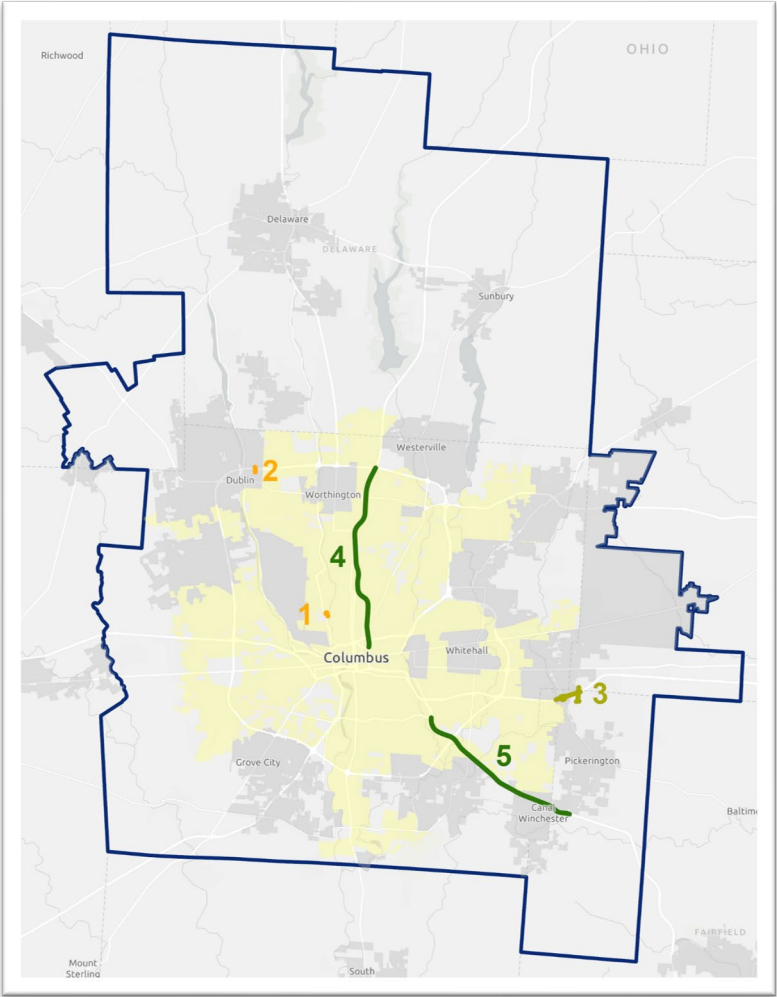 Richwood
OHIO
Delaware
DELAWARE
Sunbury
Westerville
2
Dublin
Worthington
4
1
Columbus
Whitehall
3
5
Grove City
Pickerington
Canal
Winchester
Baltim
FAIRFIELD
Mount
Sterling
South